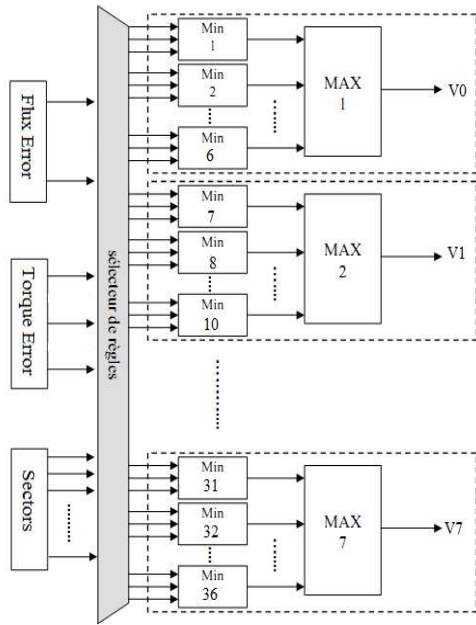 Flux Error
Torque Error
Sectors
sélecteur de règles
Min
1
Min
2
Min
6
MAX
1
V0
Min
7
Min
8
Min
10
MAX
2
V1
Min
31
Min
32
Min
36
MAX
7
V7